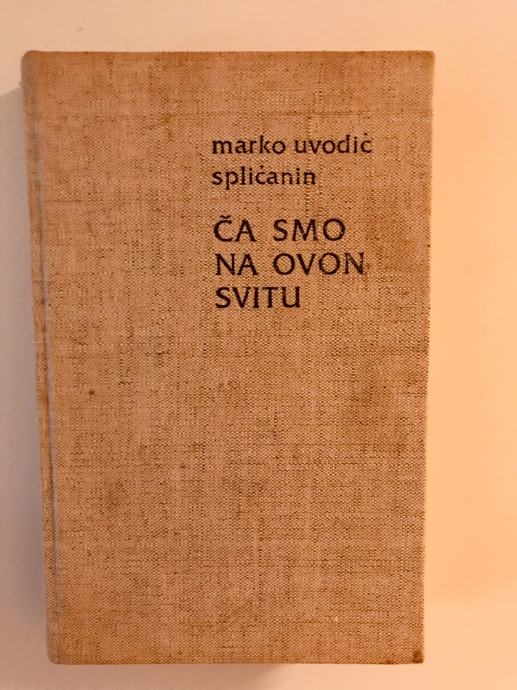 marko uvodić
splićanin
ČA SMO
NA OVON
SVITU